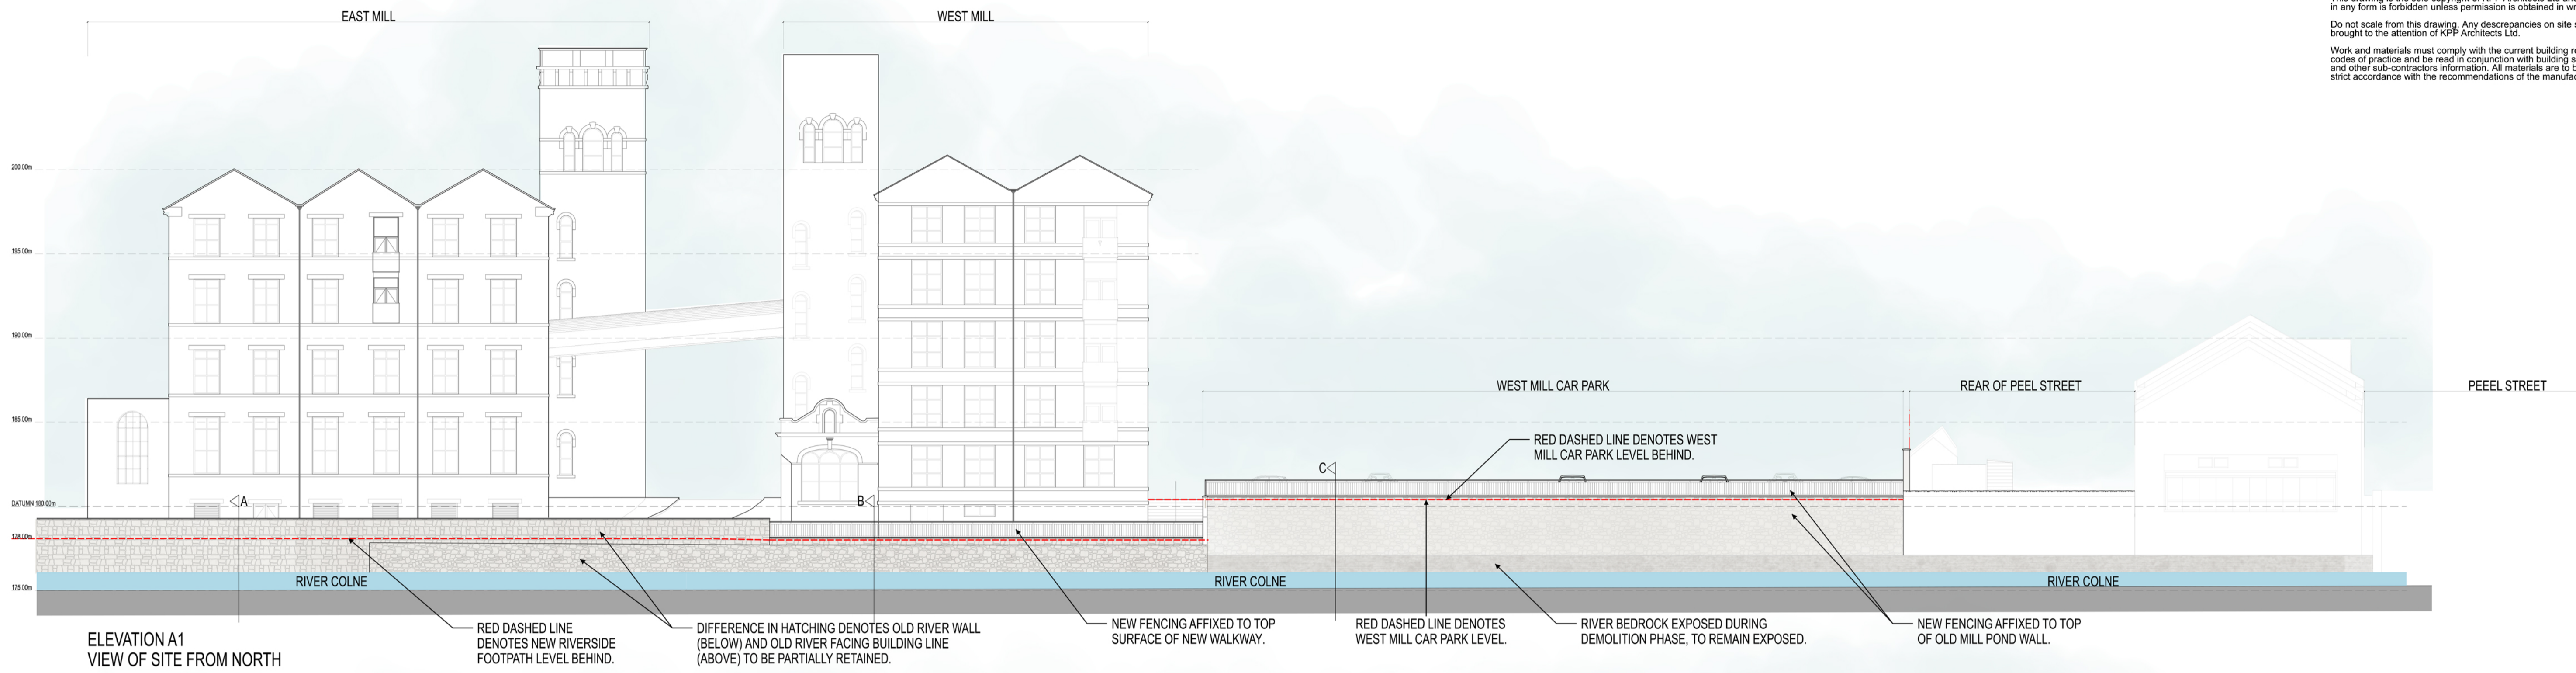 EAST MILL
WEST MILL
in any form is forbidden unless permission is obtained in
Do not scale from this drawing. Any descrepancies on site
brought to the attention of KPP Architects Ltd.
Work and materials must comply with the current building
codes of practice and be read in conjunction with building
and other sub-contractors information. All materials are to
strict accordance with the recommendations of the
200.00m
195.00m
190.00m
185.00m
DATUMN 180.00m
128.00m
175.00m
WEST MILL CAR PARK
REAR OF PEEL STREET
PEEEL STREET
RED DASHED LINE DENOTES WEST
MILL CAR PARK LEVEL BEHIND.
A
B
C
RIVER COLNE
RIVER COLNE
RIVER COLNE
ELEVATION A1
VIEW OF SITE FROM NORTH
RED DASHED LINE
DENOTES NEW RIVERSIDE
FOOTPATH LEVEL BEHIND.
DIFFERENCE IN HATCHING DENOTES OLD RIVER WALL
(BELOW) AND OLD RIVER FACING BUILDING LINE
(ABOVE) TO BE PARTIALLY RETAINED.
NEW FENCING AFFIXED TO TOP
SURFACE OF NEW WALKWAY.
RED DASHED LINE DENOTES
WEST MILL CAR PARK LEVEL.
RIVER BEDROCK EXPOSED DURING
DEMOLITION PHASE, TO REMAIN EXPOSED.
NEW FENCING AFFIXED TO TOP
OF OLD MILL POND WALL.